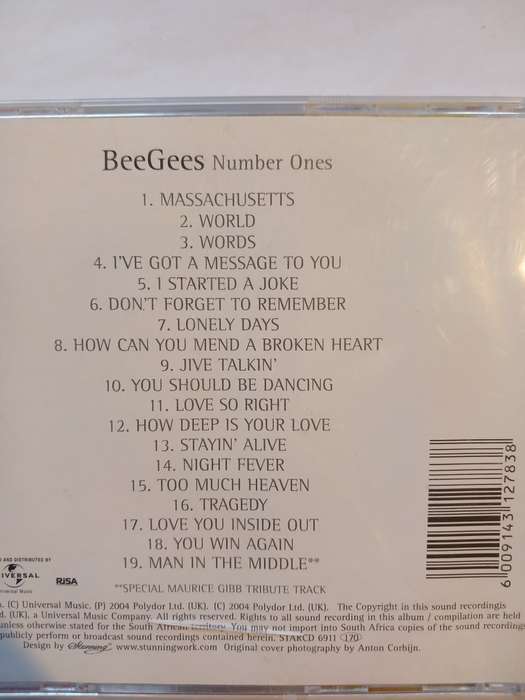 BeeGees Number Ones
1. MASSACHUSETTS
2. WORLD
3. WORDS
4. I'VE GOT A MESSAGE TO YOU
5. I STARTED A JOKE
6. DON'T FORGET TO REMEMBER
7. LONELY DAYS
8. HOW CAN YOU MEND A BROKEN HEART
9. JIVE TALKIN'
10. YOU SHOULD BE DANCING
11. LOVE SO RIGHT
12. HOW DEEP IS YOUR LOVE
13. STAYIN' ALIVE
14. NIGHT FEVER
15. TOO MUCH HEAVEN
16. TRAGEDY
17. LOVE YOU INSIDE OUT
18. YOU WIN AGAIN
19. MAN IN THE MIDDLE**
**SPECIAL MAURICE GIBB TRIBUTE TRACK
6 009143 127838
AND DISTRIBUTED BY
UNIVERSAL
Universal Music
RiSA
(C) Universal Music. (P) 2004 Polydor Ltd. (UK). (C) 2004 Polydor Ltd. (UK). The Copyright in this sound recordingis
(UK), a Universal Music Company. All rights reserved. Rights to all sound recording in this album / compilation are held
unless otherwise stated for the South African territory. You may not import into South Africa copies of the sound recordings
publicly perform or broadcast sound recordings contained herein. STARCD 6911 (170)
Design by Stunning www.stunningwork.com Original cover photography by Anton Corbijn.